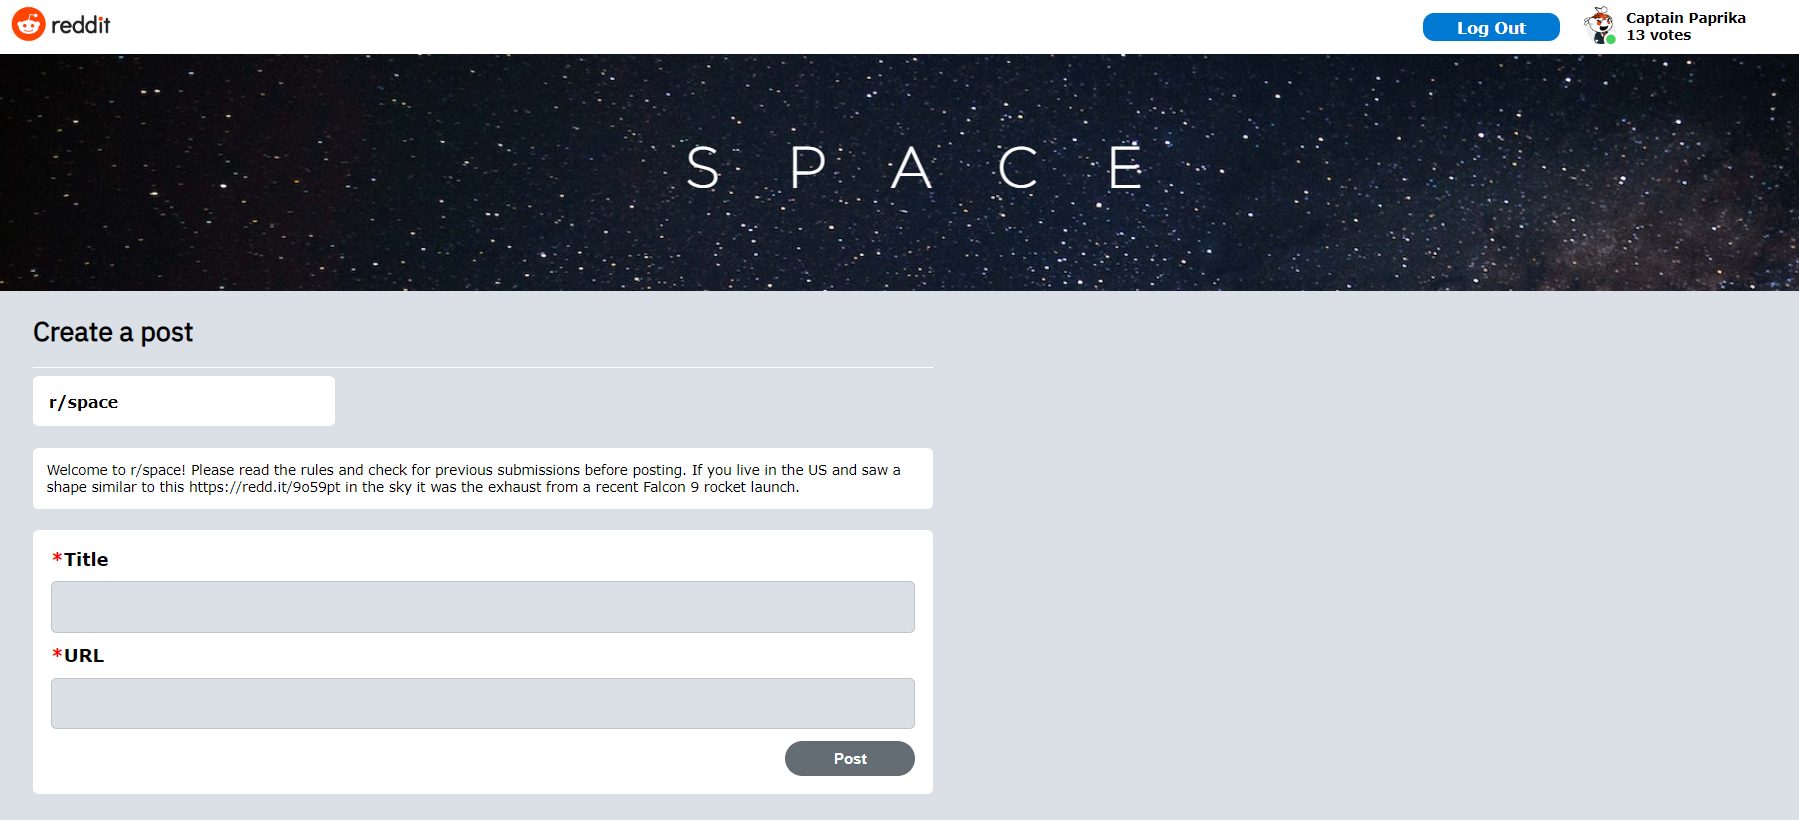 reddit
Log Out
Captain Paprika
13 votes
S P A C E
Create a post
r/space
Welcome to r/space! Please read the rules and check for previous submissions before posting. If you live in the US and saw a
shape similar to this https://redd.it/9o59pt in the sky it was the exhaust from a recent Falcon 9 rocket launch.
*Title
*URL
Post